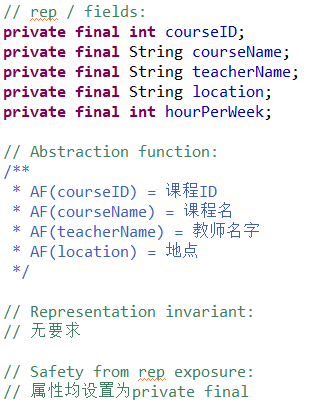 // rep / fields:
private final int courseID;
private final String courseName;
private final String teacherName;
private final String location;
private final int hourPerWeek;
// Abstraction function:
/**
 * AF(courseID) = 课程ID
 * AF(courseName) = 课程名
 * AF(teacherName) = 教师名字
 * AF(location) = 地点
 */
// Representation invariant:
// 无要求
// Safety from rep exposure:
// 属性均设置为private final